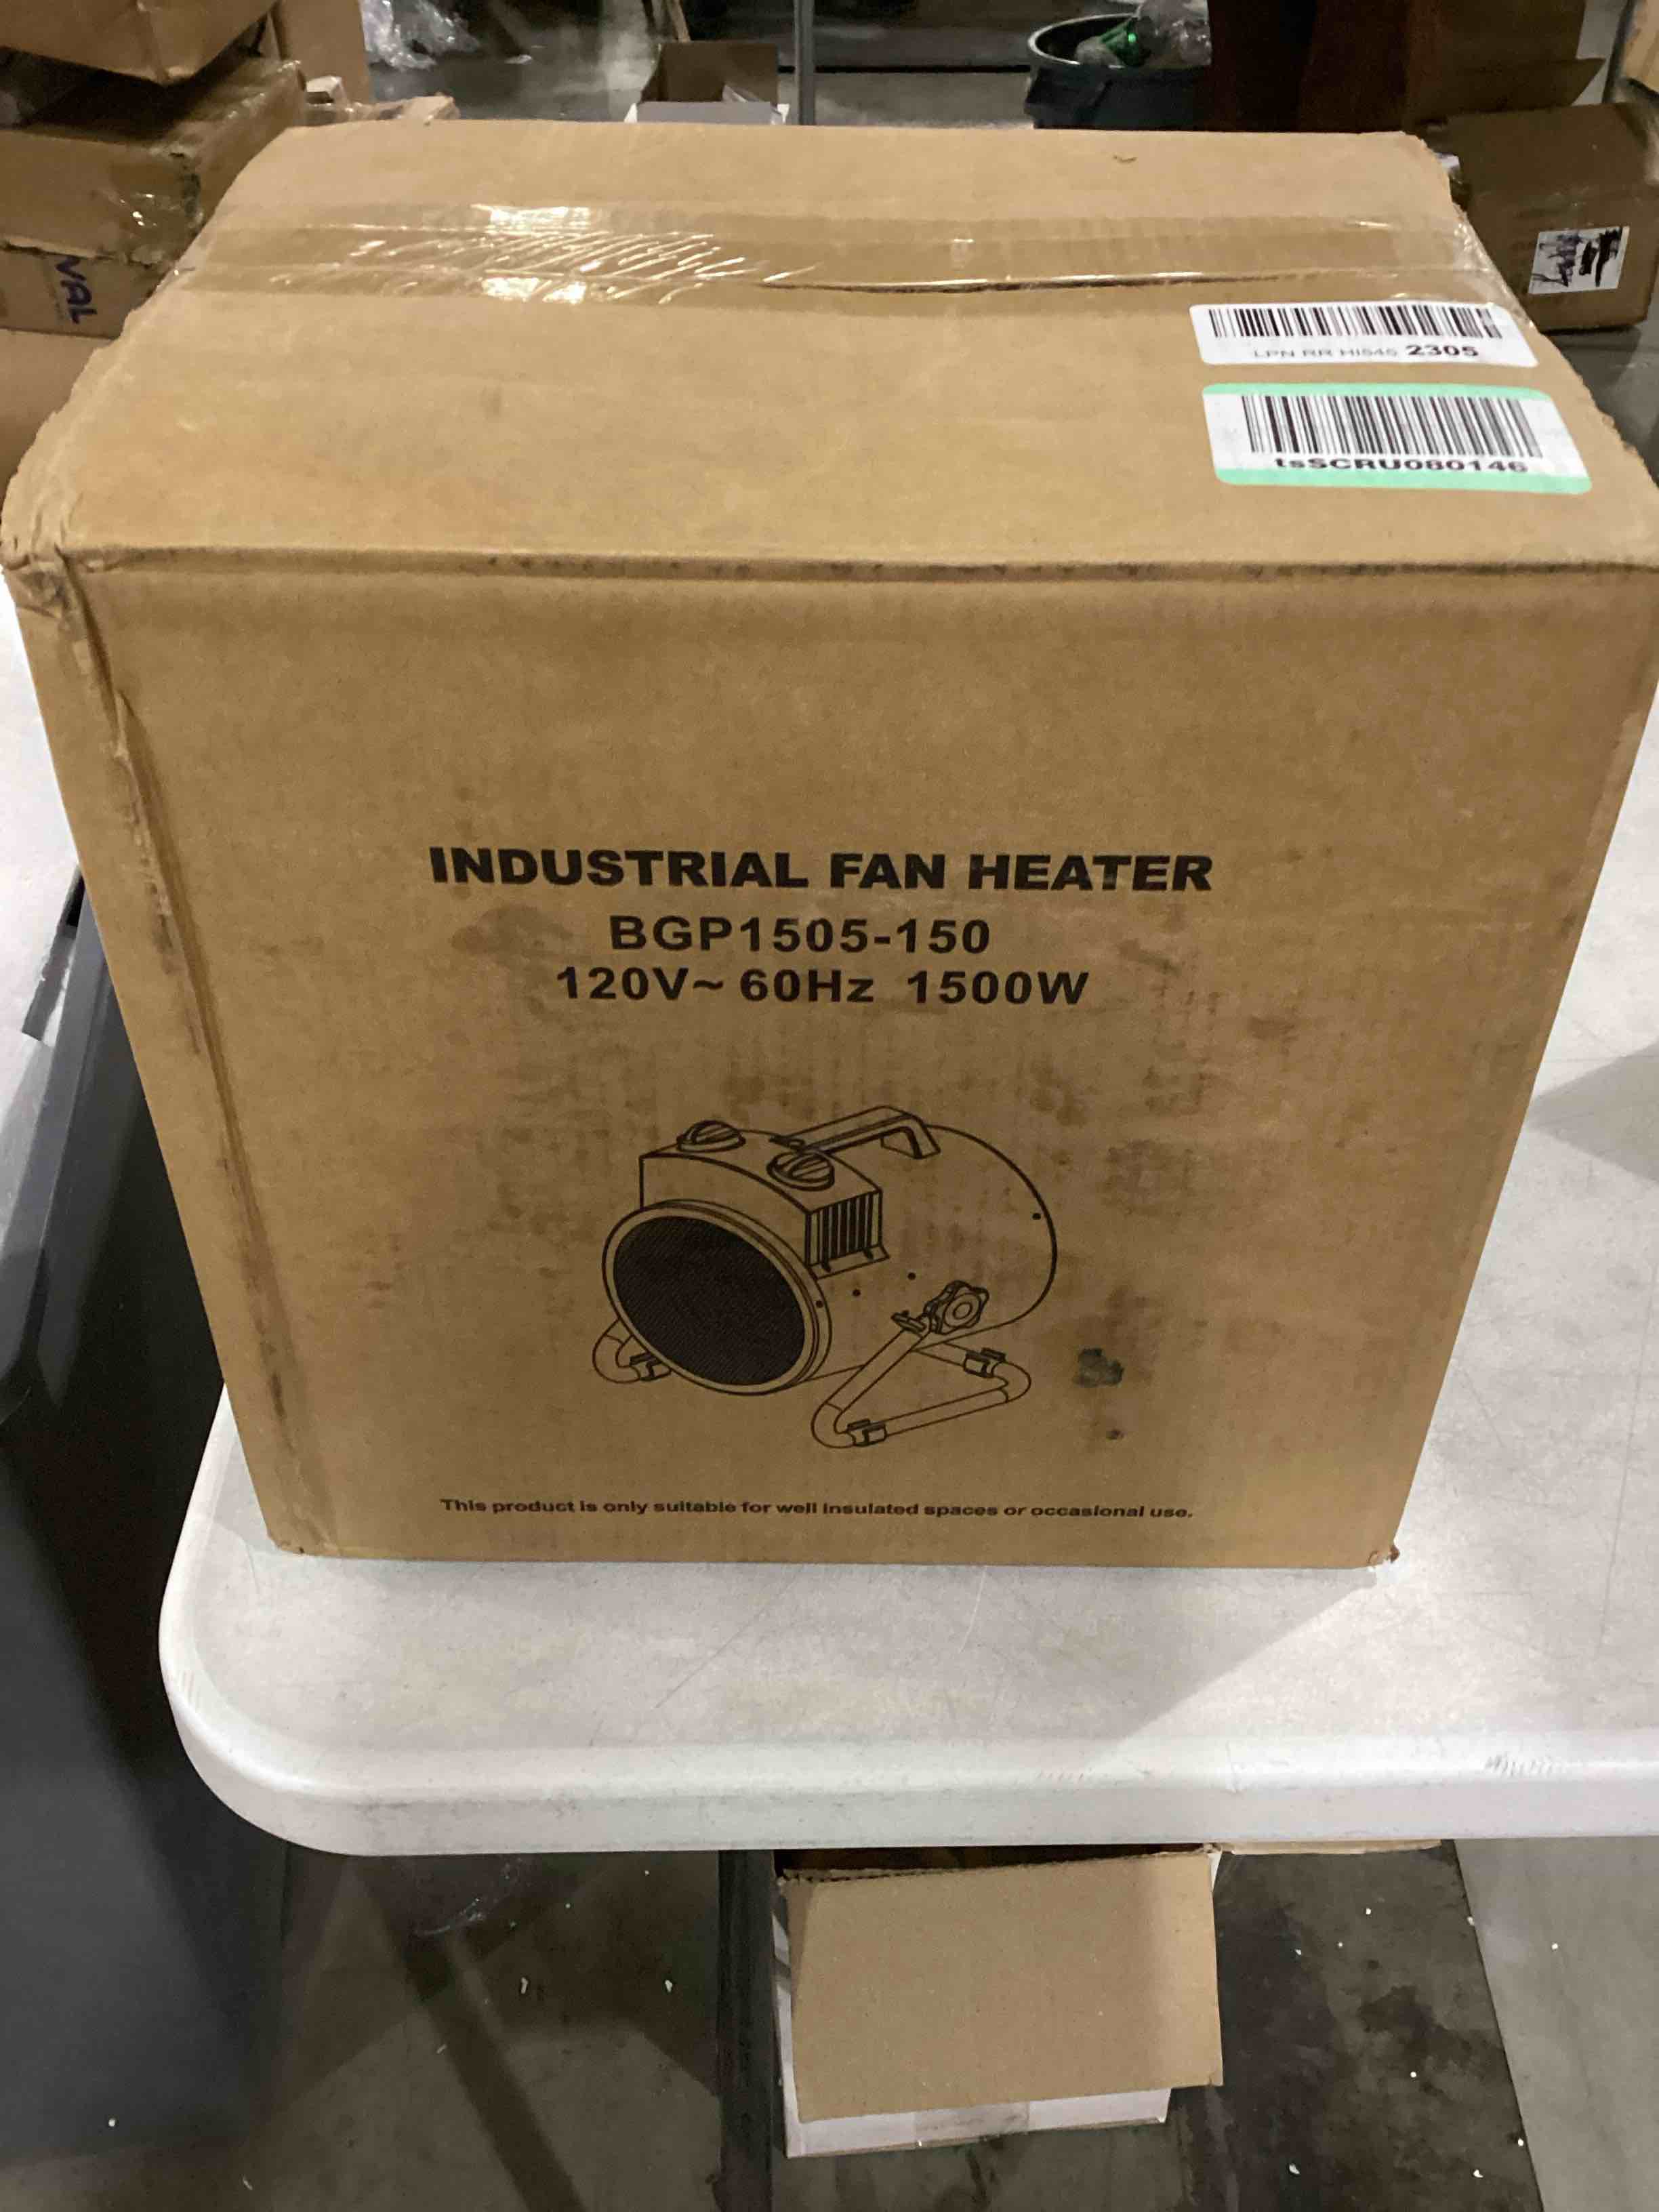 VAL
LPN RR HI545 2305
tsSCRU080146
INDUSTRIAL FAN HEATER
BGP1505-150
120V~ 60Hz 1500W
This product is only suitable for well insulated spaces or occasional use.